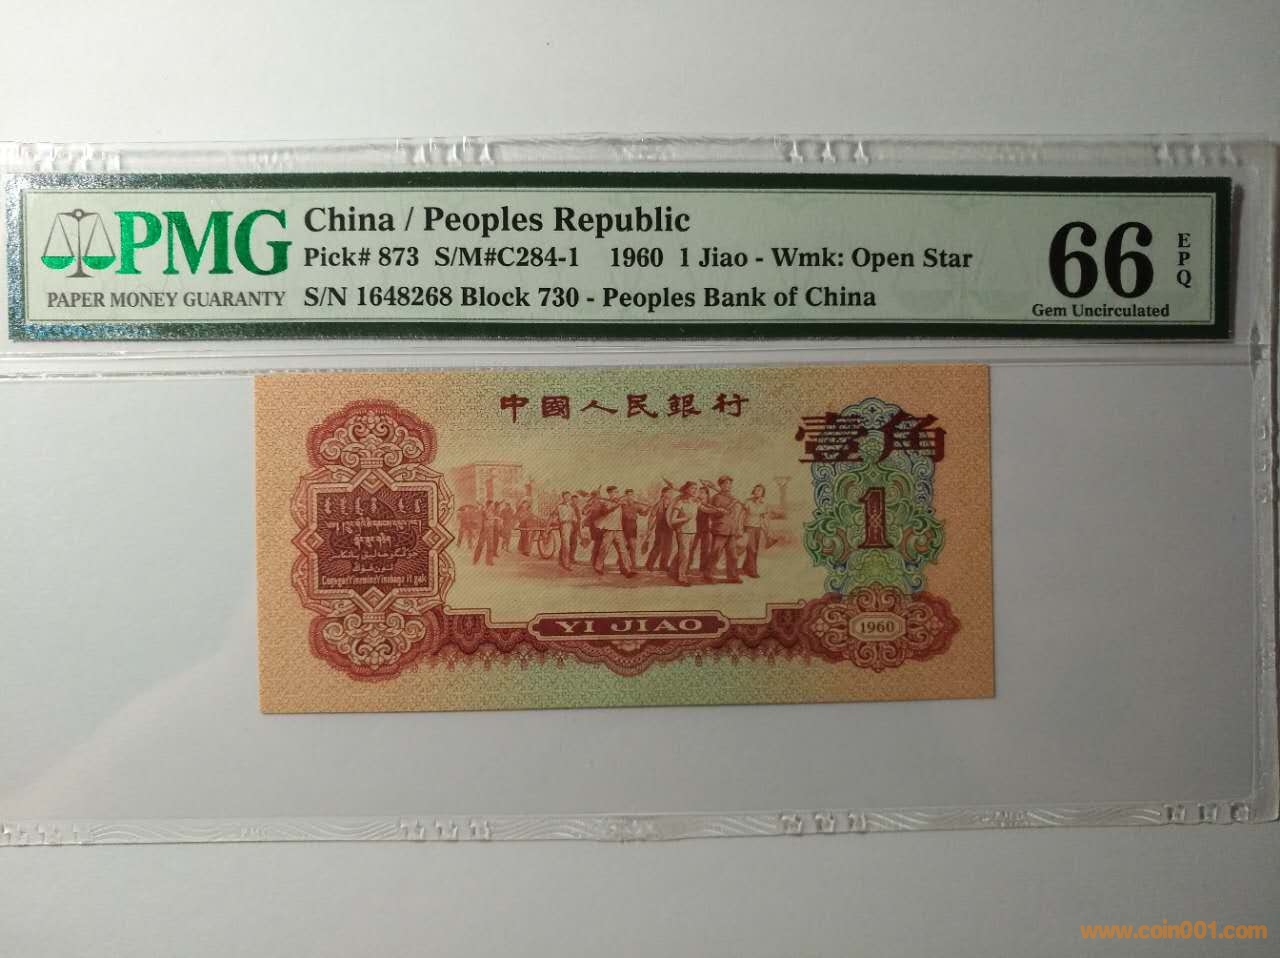 PMG
PAPER MONEY GUARANTY
China / Peoples Republic
Pick# 873 S/M#C284-1 1960 1 Jiao - Wmk: Open Star
S/N 1648268 Block 730 - Peoples Bank of China
66
EPQ
Gem Uncirculated
中國人民銀行
壹角
1
YI JIAO
1960
PMG
www.coin001.com